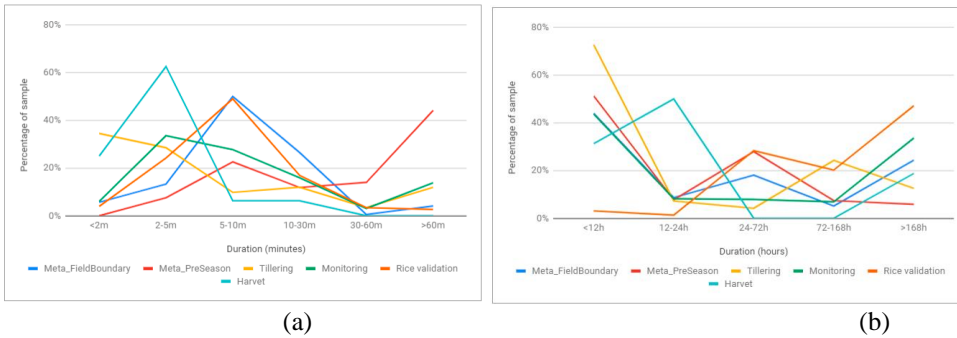 80%
60%
40%
20%
0%
Percentage of sample
<2m 2-5m 5-10m 10-30m 30-60m >60m
Duration (minutes)
Meta_FieldBoundary Meta_PreSeason Tillering Monitoring Rice validation
Harvet
(a)
80%
60%
40%
20%
0%
Percentage of sample
<12h 12-24h 24-72h 72-168h >168h
Duration (hours)
Meta_FieldBoundary Meta_PreSeason Tillering Monitoring Rice validation
Harvet
(b)